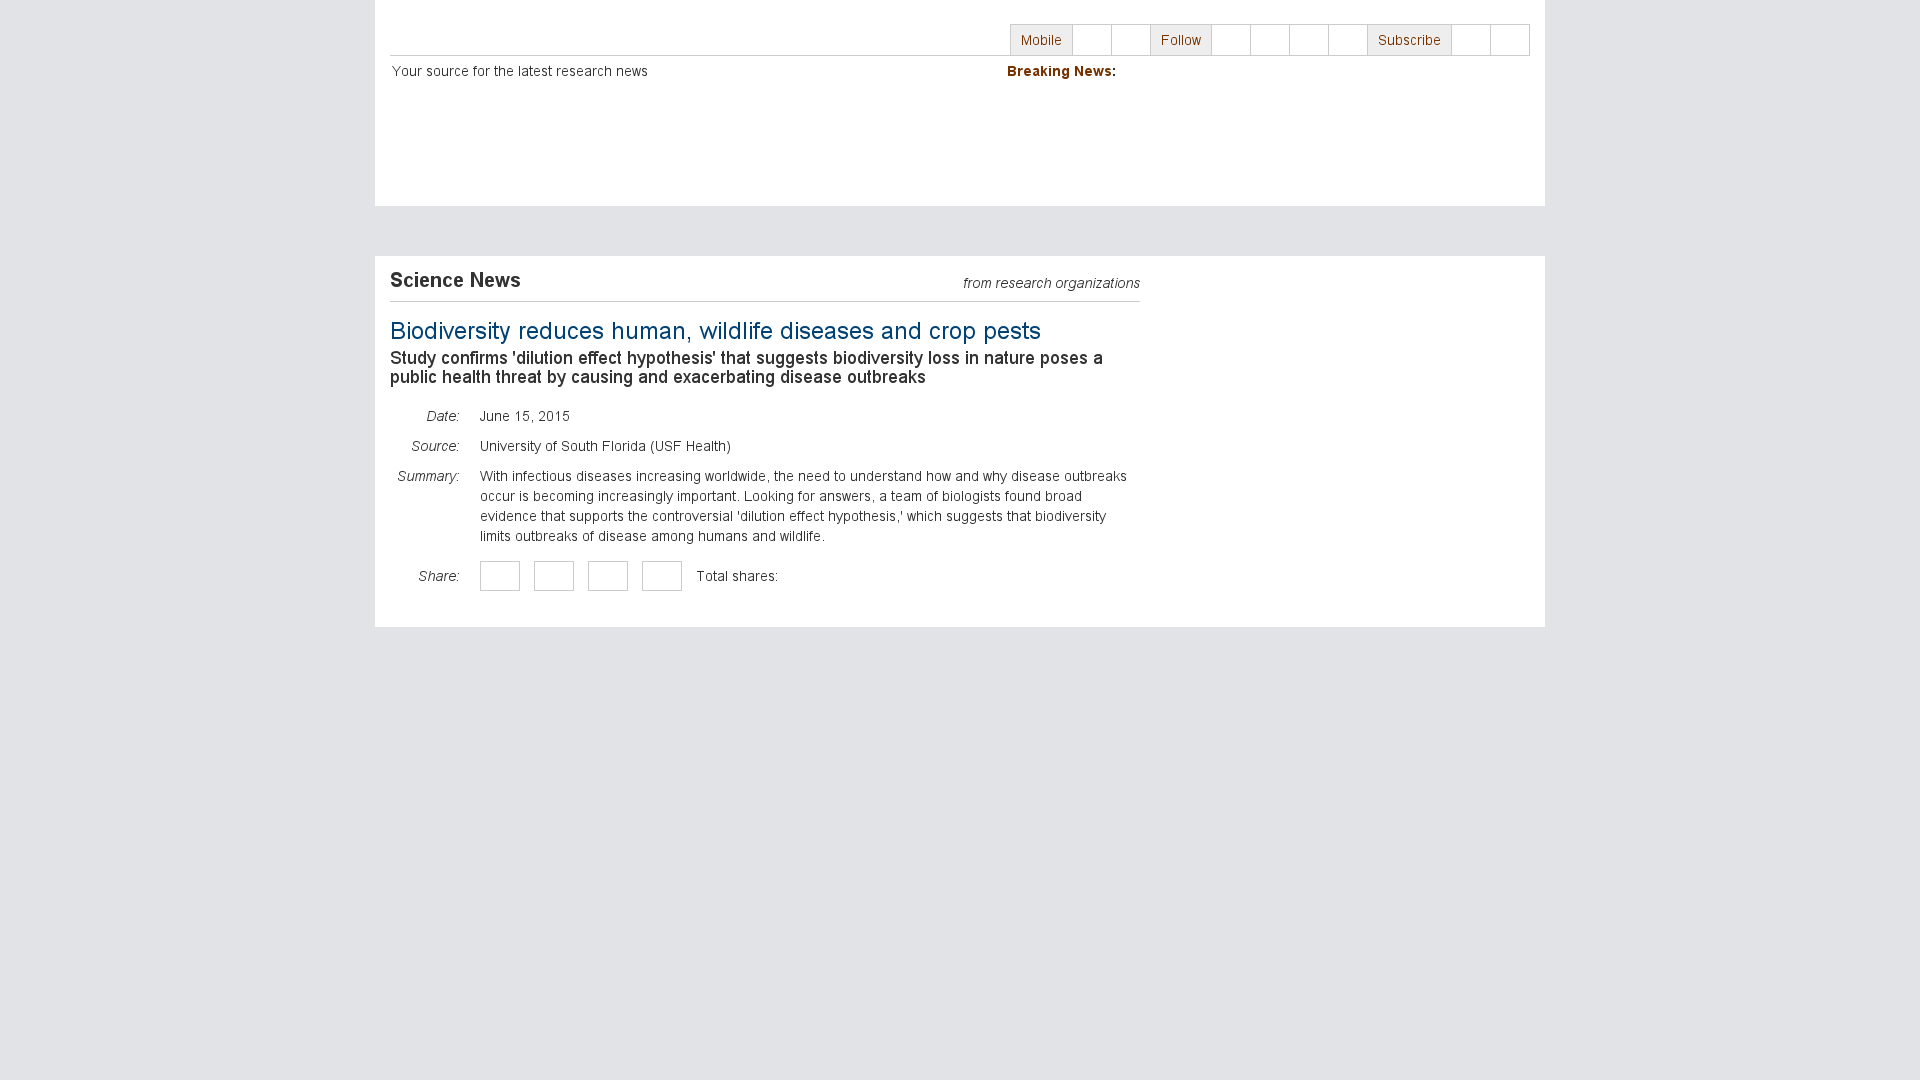 Mobile
Follow
Subscribe
Your source for the latest research news
Breaking News:
Science News
from research organizations
Biodiversity reduces human, wildlife diseases and crop pests
Study confirms 'dilution effect hypothesis' that suggests biodiversity loss in nature poses a
public health threat by causing and exacerbating disease outbreaks
Date: June 15, 2015
Source: University of South Florida (USF Health)
Summary: With infectious diseases increasing worldwide, the need to understand how and why disease outbreaks
occur is becoming increasingly important. Looking for answers, a team of biologists found broad
evidence that supports the controversial 'dilution effect hypothesis,' which suggests that biodiversity
limits outbreaks of disease among humans and wildlife.
Share: Total shares: